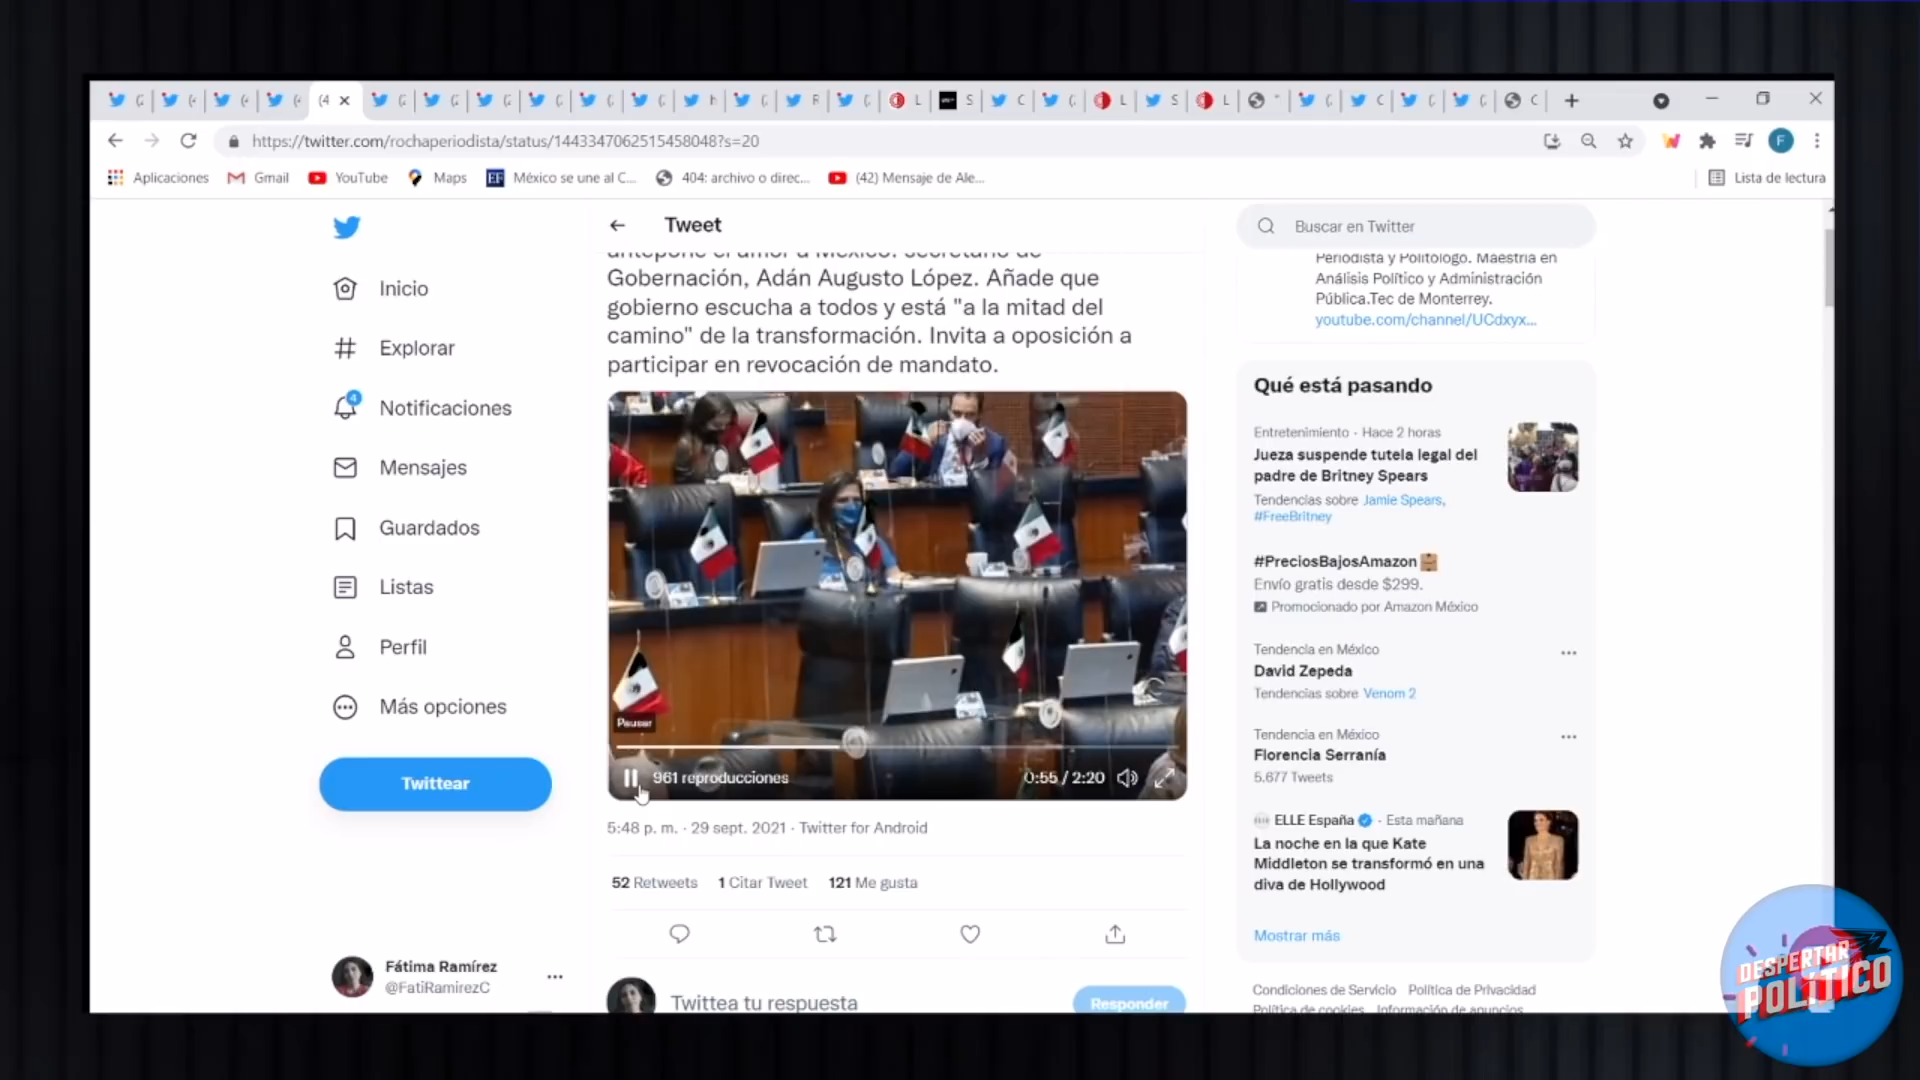 https://twitter.com/rochaperiodista/status/1443347062515458048?s=20
Aplicaciones
Gmail
YouTube
Maps
EF
México se une al C...
404: archivo o direc...
(42) Mensaje de Ale...
Lista de lectura
Tweet
Buscar en Twitter
antepone el amor a México: secretario de
Gobernación, Adán Augusto López. Añade que
gobierno escucha a todos y está "a la mitad del
camino" de la transformación. Invita a oposición a
participar en revocación de mandato.
Inicio
Explorar
4
Notificaciones
Mensajes
Guardados
Listas
Perfil
Más opciones
Twittear
Fátima Ramírez
@FatiRamirezC
Pausar
961 reproducciones
0:55 / 2:20
5:48 p. m. · 29 sept. 2021 · Twitter for Android
52 Retweets 1 Citar Tweet 121 Me gusta
Twittea tu respuesta
Responder
Periodista y Politólogo. Maestría en
Análisis Político y Administración
Pública.Tec de Monterrey.
youtube.com/channel/UCdxyx...
Qué está pasando
Entretenimiento · Hace 2 horas
Jueza suspende tutela legal del
padre de Britney Spears
Tendencias sobre Jamie Spears,
#FreeBritney
#PreciosBajosAmazon
Envío gratis desde $299.
Promocionado por Amazon México
Tendencia en México
David Zepeda
Tendencias sobre Venom 2
Tendencia en México
Florencia Serranía
5.677 Tweets
ELLE España · Esta mañana
La noche en la que Kate
Middleton se transformó en una
diva de Hollywood
Mostrar más
Condiciones de Servicio Política de Privacidad
Política de cookies Información de anuncios
DESPERTAR
POLÍTICO